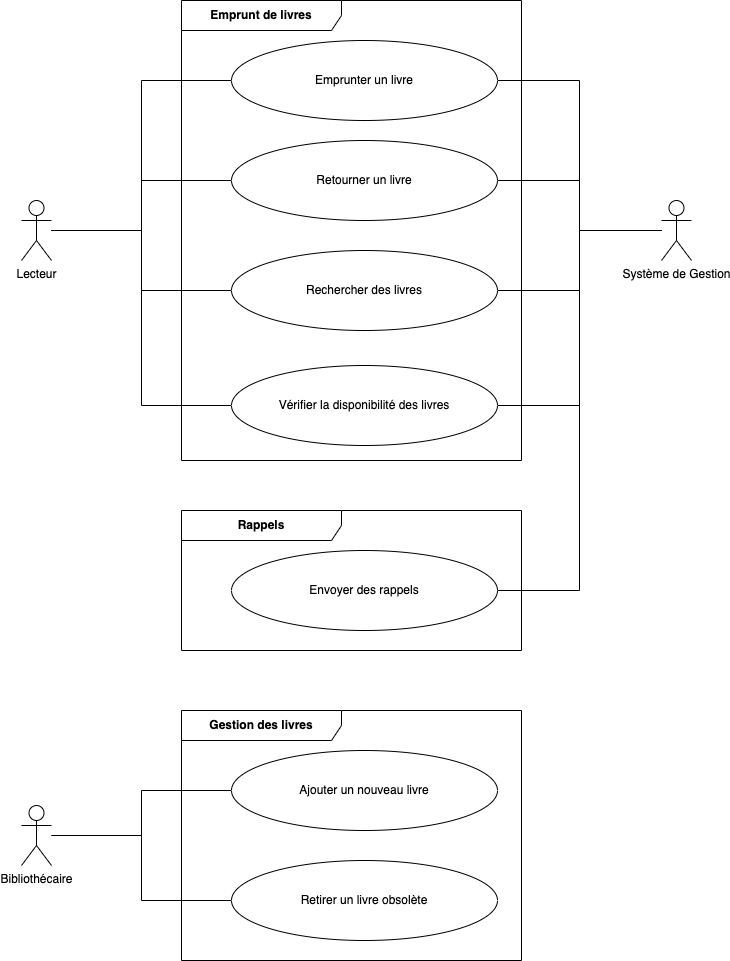 Emprunt de livres
Emprunter un livre
Retourner un livre
Lecteur
Système de Gestion
Rechercher des livres
Vérifier la disponibilité des livres
Rappels
Envoyer des rappels
Gestion des livres
Ajouter un nouveau livre
Bibliothécaire
Retirer un livre obsolète